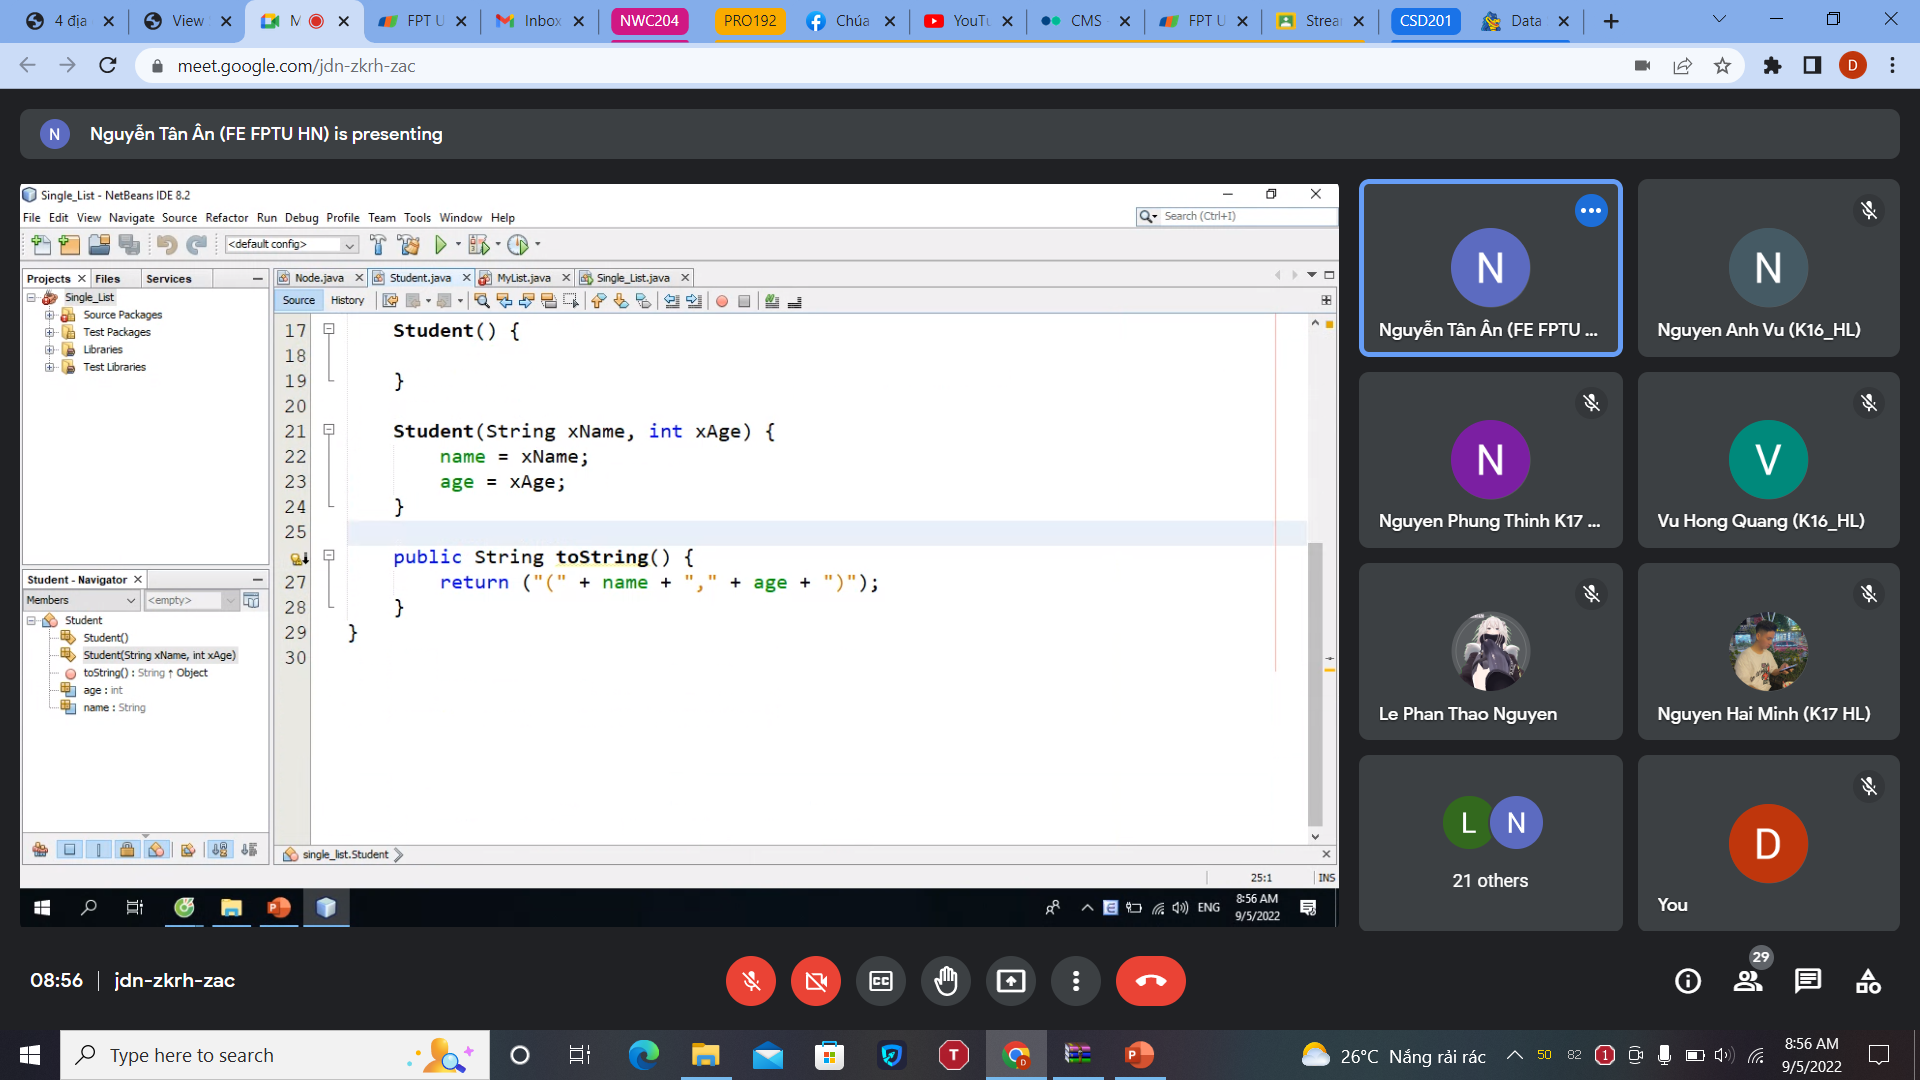 4 địa
View
M
FPT U
Inbox
NWC204
PRO192
Chúa
YouTu
CMS
FPT U
Strea
CSD201
Data
meet.google.com/jdn-zkrh-zac
D
N
Nguyễn Tân Ân (FE FPTU HN) is presenting
Single_List - NetBeans IDE 8.2
File Edit View Navigate Source Refactor Run Debug Profile Team Tools Window Help
Search (Ctrl+I)
<default config>
Projects Files Services
Node.java Student.java MyList.java Single_List.java
Source History
Single_List
Source Packages
Test Packages
Libraries
Test Libraries
17 Student() {
18
19 }
20
21 Student(String xName, int xAge) {
22 name = xName;
23 age = xAge;
24 }
25
public String toString() {
27 return ("(" + name + "," + age + ")");
28 }
29 }
30
Student - Navigator
Members <empty>
Student
Student()
Student(String xName, int xAge)
toString() : String ↑ Object
age : int
name : String
single_list.Student
25:1 INS
ENG
8:56 AM
9/5/2022
N
Nguyễn Tân Ân (FE FPTU ...
N
Nguyen Anh Vu (K16_HL)
N
Nguyen Phung Thinh K17 ...
V
Vu Hong Quang (K16_HL)
Le Phan Thao Nguyen
Nguyen Hai Minh (K17 HL)
L N
21 others
D
You
08:56 | jdn-zkrh-zac
29
Type here to search
26°C Nắng rải rác
50 82 1
8:56 AM
9/5/2022